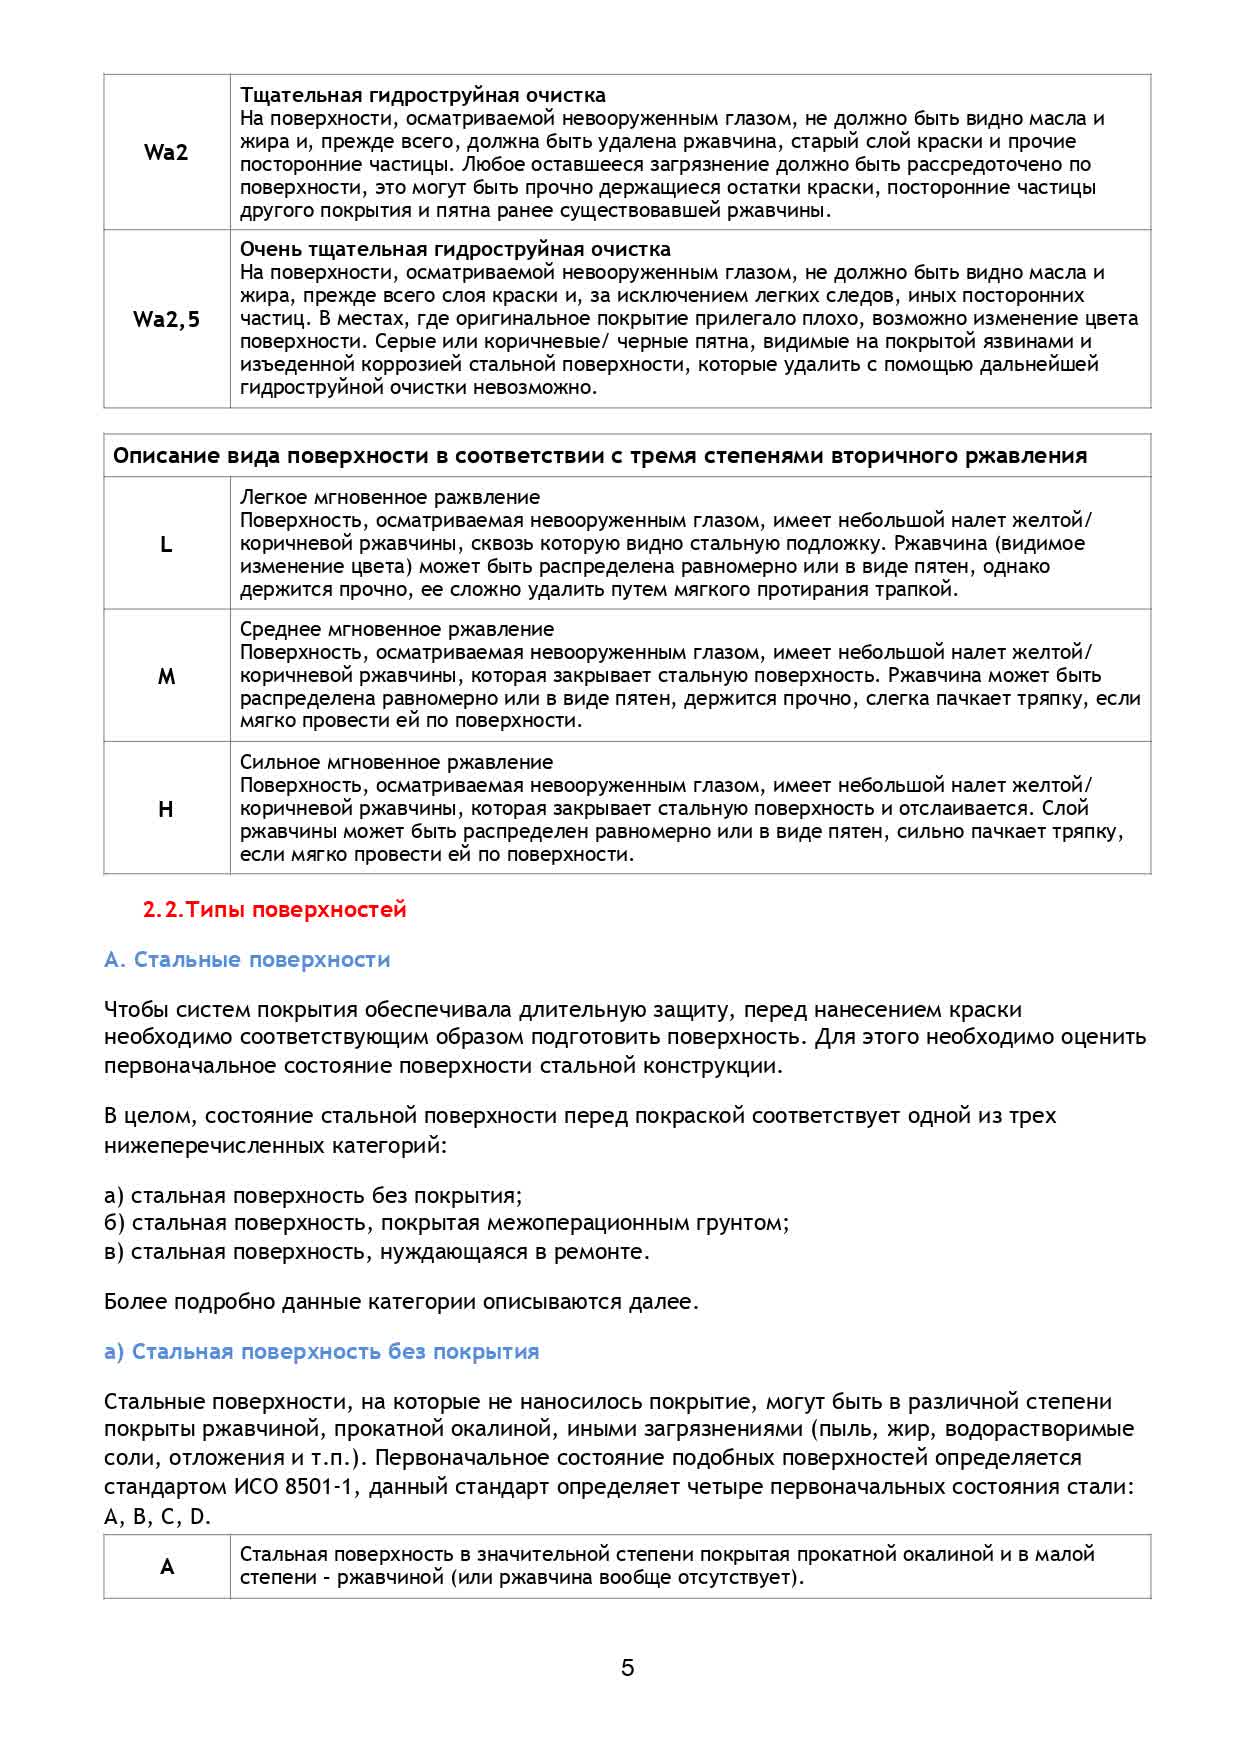 Wa2
Тщательная гидроструйная очистка
На поверхности, осматриваемой невооруженным глазом, не должно быть видно масла и
жира и, прежде всего, должна быть удалена ржавчина, старый слой краски и прочие
посторонние частицы. Любое оставшееся загрязнение должно быть рассредоточено по
поверхности, это могут быть прочно держащиеся остатки краски, посторонние частицы
другого покрытия и пятна ранее существовавшей ржавчины.
Wa2,5
Очень тщательная гидроструйная очистка
На поверхности, осматриваемой невооруженным глазом, не должно быть видно масла и
жира, прежде всего слоя краски и, за исключением легких следов, иных посторонних
частиц. В местах, где оригинальное покрытие прилегало плохо, возможно изменение цвета
поверхности. Серые или коричневые/ черные пятна, видимые на покрытой язвинами и
изъеденной коррозией стальной поверхности, которые удалить с помощью дальнейшей
гидроструйной очистки невозможно.
Описание вида поверхности в соответствии с тремя степенями вторичного ржавления
L
Легкое мгновенное ражвление
Поверхность, осматриваемая невооруженным глазом, имеет небольшой налет желтой/
коричневой ржавчины, сквозь которую видно стальную подложку. Ржавчина (видимое
изменение цвета) может быть распределена равномерно или в виде пятен, однако
держится прочно, ее сложно удалить путем мягкого протирания трапкой.
M
Среднее мгновенное ржавление
Поверхность, осматриваемая невооруженным глазом, имеет небольшой налет желтой/
коричневой ржавчины, которая закрывает стальную поверхность. Ржавчина может быть
распределена равномерно или в виде пятен, держится прочно, слегка пачкает тряпку, если
мягко провести ей по поверхности.
H
Сильное мгновенное ржавление
Поверхность, осматриваемая невооруженным глазом, имеет небольшой налет желтой/
коричневой ржавчины, которая закрывает стальную поверхность и отслаивается. Слой
ржавчины может быть распределен равномерно или в виде пятен, сильно пачкает тряпку,
если мягко провести ей по поверхности.
2.2.Типы поверхностей
А. Стальные поверхности
Чтобы систем покрытия обеспечивала длительную защиту, перед нанесением краски
необходимо соответствующим образом подготовить поверхность. Для этого необходимо оценить
первоначальное состояние поверхности стальной конструкции.
В целом, состояние стальной поверхности перед покраской соответствует одной из трех
нижеперечисленных категорий:
а) стальная поверхность без покрытия;
б) стальная поверхность, покрытая межоперационным грунтом;
в) стальная поверхность, нуждающаяся в ремонте.
Более подробно данные категории описываются далее.
а) Стальная поверхность без покрытия
Стальные поверхности, на которые не наносилось покрытие, могут быть в различной степени
покрыты ржавчиной, прокатной окалиной, иными загрязнениями (пыль, жир, водорастворимые
соли, отложения и т.п.). Первоначальное состояние подобных поверхностей определяется
стандартом ИСО 8501-1, данный стандарт определяет четыре первоначальных состояния стали:
A, B, C, D.
A
Стальная поверхность в значительной степени покрытая прокатной окалиной и в малой
степени – ржавчиной (или ржавчина вообще отсутствует).
5